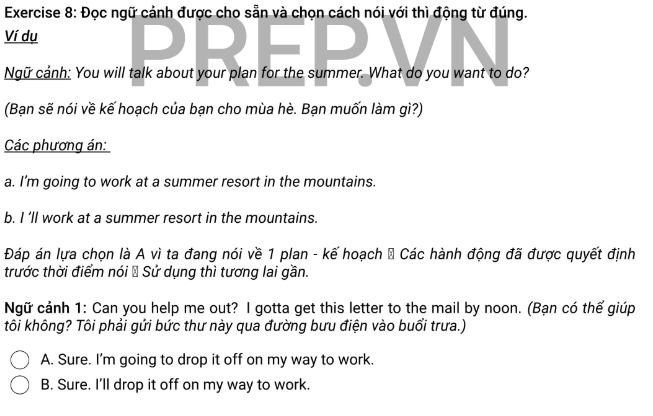 PREP.VN
Exercise 8: Đọc ngữ cảnh được cho sẵn và chọn cách nói với thì động từ đúng.
Ví dụ
Ngữ cảnh: You will talk about your plan for the summer. What do you want to do?
(Bạn sẽ nói về kế hoạch của bạn cho mùa hè. Bạn muốn làm gì?)
Các phương án:
a. I’m going to work at a summer resort in the mountains.
b. I ‘ll work at a summer resort in the mountains.
Đáp án lựa chọn là A vì ta đang nói về 1 plan - kế hoạch  Các hành động đã được quyết định
trước thời điểm nói  Sử dụng thì tương lai gần.
Ngữ cảnh 1: Can you help me out? I gotta get this letter to the mail by noon. (Bạn có thể giúp
tôi không? Tôi phải gửi bức thư này qua đường bưu điện vào buổi trưa.)
A. Sure. I’m going to drop it off on my way to work.
B. Sure. I’ll drop it off on my way to work.